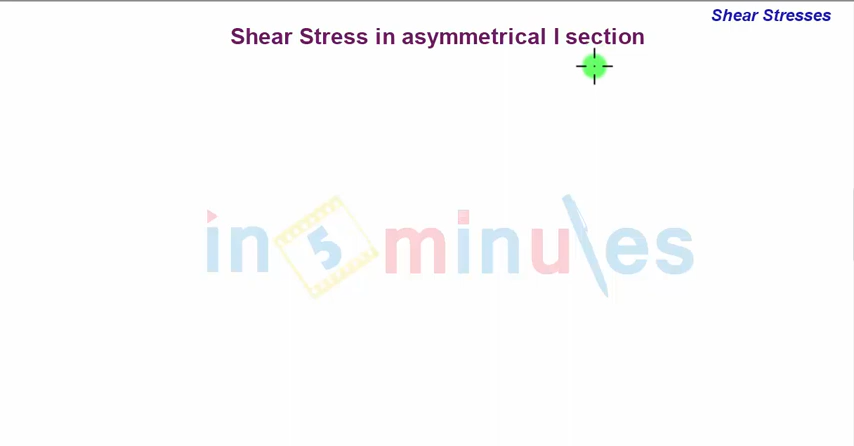 Shear Stresses
Shear Stress in asymmetrical I section
in 5 minutes